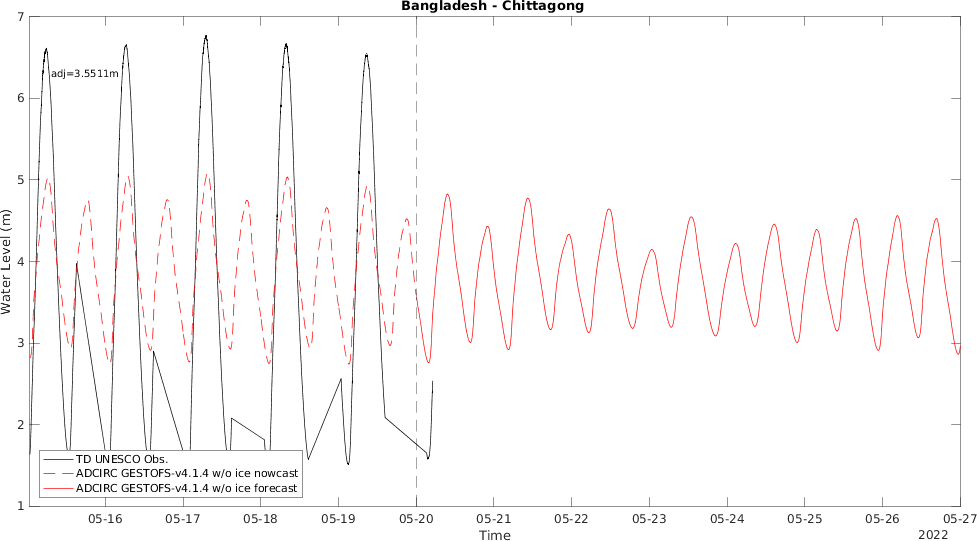 Bangladesh - Chittagong
7
6
5
4
3
2
1
Water Level (m)
adj=3.5511m
TD UNESCO Obs.
ADCIRC GESTOFS-v4.1.4 w/o ice nowcast
ADCIRC GESTOFS-v4.1.4 w/o ice forecast
05-16 05-17 05-18 05-19 05-20 05-21 05-22 05-23 05-24 05-25 05-26 05-27
Time
2022